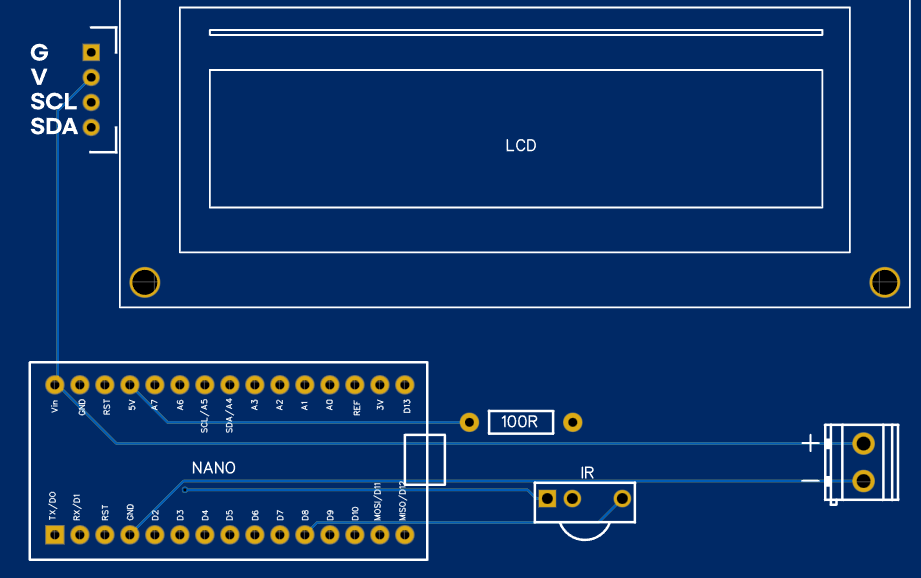 G
V
SCL
SDA
LCD
Vin
GND
RST
5V
A7
A6
SCL/A5
SDA/A4
A3
A2
A1
A0
REF
3V
D13
100R
+
−
NANO
IR
TX/D0
RX/D1
RST
GND
D2
D3
D4
D5
D6
D7
D8
D9
D10
MOSI/D11
MISO/D12